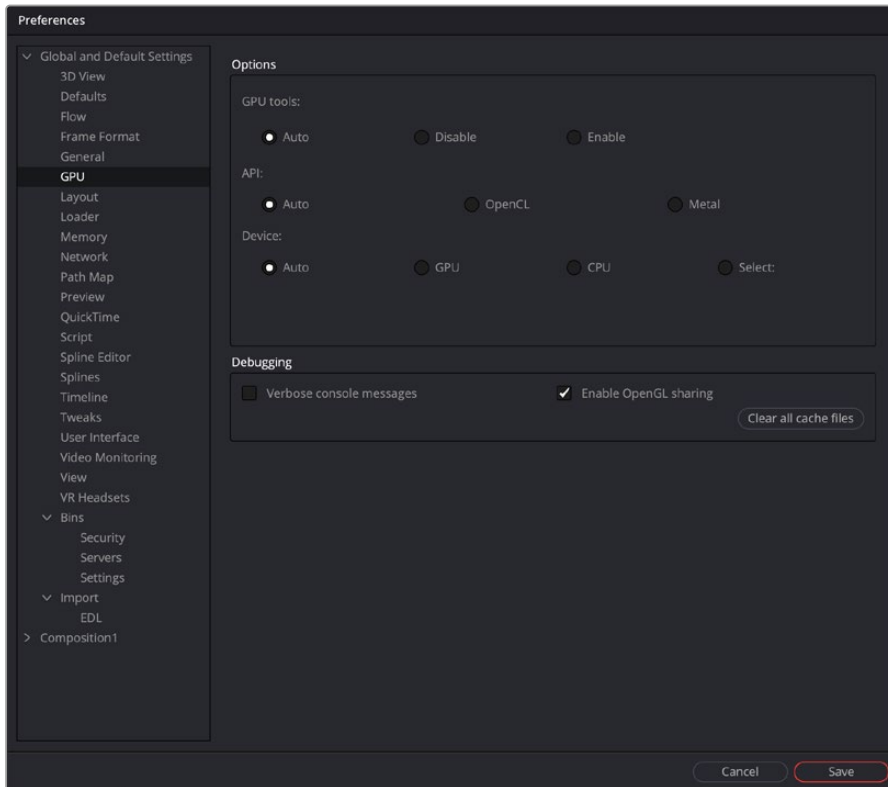 Preferences
Global and Default Settings
3D View
Defaults
Flow
Frame Format
General
GPU
Layout
Loader
Memory
Network
Path Map
Preview
QuickTime
Script
Spline Editor
Splines
Timeline
Tweaks
User Interface
Video Monitoring
View
VR Headsets
Bins
Security
Servers
Settings
Import
EDL
Composition1
Options
GPU tools:
Auto Disable Enable
API:
Auto OpenCL Metal
Device:
Auto GPU CPU Select:
Debugging
Verbose console messages Enable OpenGL sharing
Clear all cache files
Cancel Save